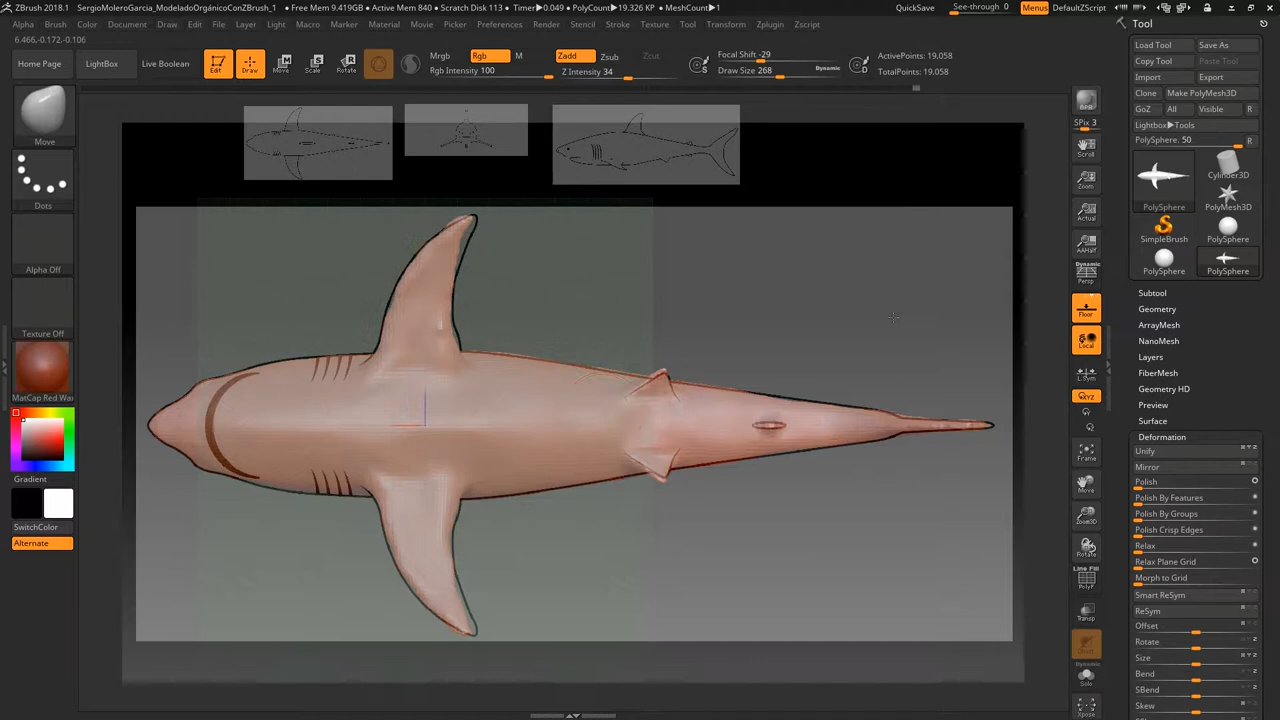 ZBrush 2018.1 SergioMoleroGarcia_ModeladoOrgánicoConZBrush_1 • Free Mem 9.419GB • Active Mem 840 • Scratch Disk 113 • Timer▶0.049 • PolyCount▶19.326 KP • MeshCount▶1 QuickSave See-through 0 Menus DefaultZScript
Alpha Brush Color Document Draw Edit File Layer Light Macro Marker Material Movie Picker Preferences Render Stencil Stroke Texture Tool Transform Zplugin Zscript
6.466,-0.172,-0.106
Home Page LightBox Live Boolean Edit Draw Move Scale Rotate
Mrgb Rgb M Zadd Zsub Zcut
Rgb Intensity 100 Z Intensity 34
Focal Shift -29
Draw Size 268 Dynamic
S D
ActivePoints: 19,058
TotalPoints: 19,058
Move
Dots
Alpha Off
Texture Off
MatCap Red Wax
Gradient
SwitchColor
Alternate
BPR
SPix 3
Scroll
Zoom
Actual
AAHalf
Dynamic
Persp
Floor
Local
L.Sym
XYZ
Frame
Move
Zoom3D
Rotate
Line Fill
PolyF
Transp
Ghost
Dynamic
Solo
Xpose
Tool
Load Tool Save As
Copy Tool Paste Tool
Import Export
Clone Make PolyMesh3D
GoZ All Visible R
Lightbox▶Tools
PolySphere. 50 R
PolySphere Cylinder3D
PolyMesh3D
SimpleBrush PolySphere
PolySphere PolySphere
Subtool
Geometry
ArrayMesh
NanoMesh
Layers
FiberMesh
Geometry HD
Preview
Surface
Deformation
Unify
Mirror
Polish
Polish By Features
Polish By Groups
Polish Crisp Edges
Relax
Relax Plane Grid
Morph to Grid
Smart ReSym
ReSym
Offset
Rotate
Size
Bend
SBend
Skew